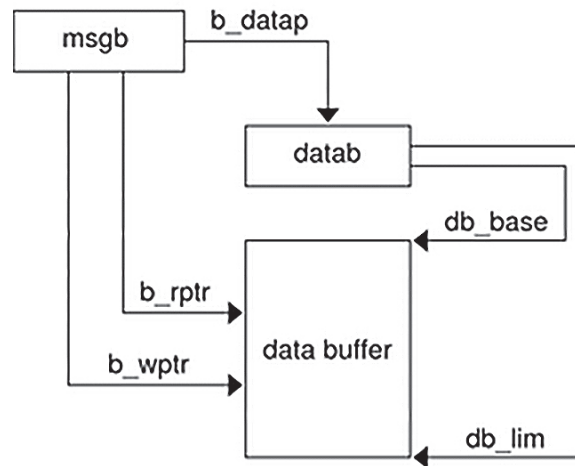 b_datap
msgb
datab
db_base
b_rptr
data buffer
b_wptr
db_lim